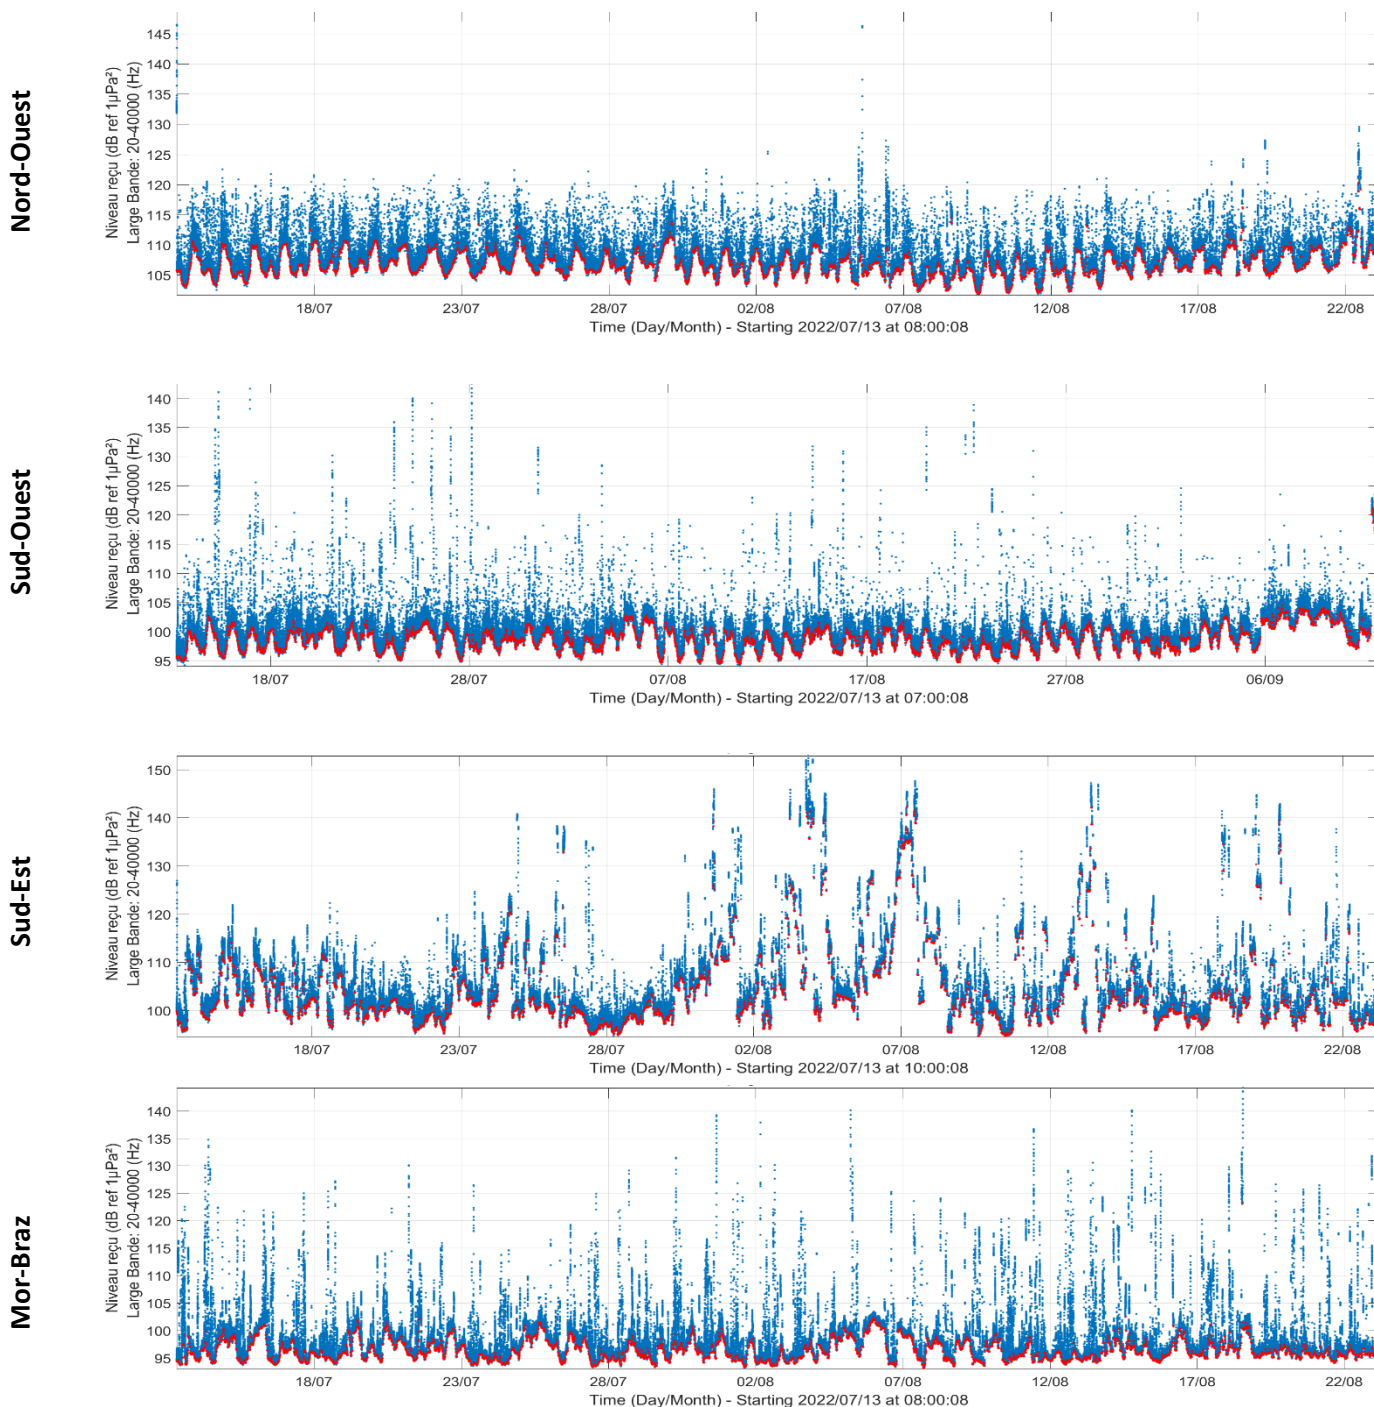 Nord-Ouest
Niveau reçu (dB ref 1µPa²)
Large Bande: 20-40000 (Hz)
145
140
135
130
125
120
115
110
105
18/07 23/07 28/07 02/08 07/08 12/08 17/08 22/08
Time (Day/Month) - Starting 2022/07/13 at 08:00:08
Sud-Ouest
Niveau reçu (dB ref 1µPa²)
Large Bande: 20-40000 (Hz)
140
135
130
125
120
115
110
105
100
95
18/07 28/07 07/08 17/08 27/08 06/09
Time (Day/Month) - Starting 2022/07/13 at 07:00:08
Sud-Est
Niveau reçu (dB ref 1µPa²)
Large Bande: 20-40000 (Hz)
150
140
130
120
110
100
18/07 23/07 28/07 02/08 07/08 12/08 17/08 22/08
Time (Day/Month) - Starting 2022/07/13 at 10:00:08
Mor-Braz
Niveau reçu (dB ref 1µPa²)
Large Bande: 20-40000 (Hz)
140
135
130
125
120
115
110
105
100
95
18/07 23/07 28/07 02/08 07/08 12/08 17/08 22/08
Time (Day/Month) - Starting 2022/07/13 at 08:00:08